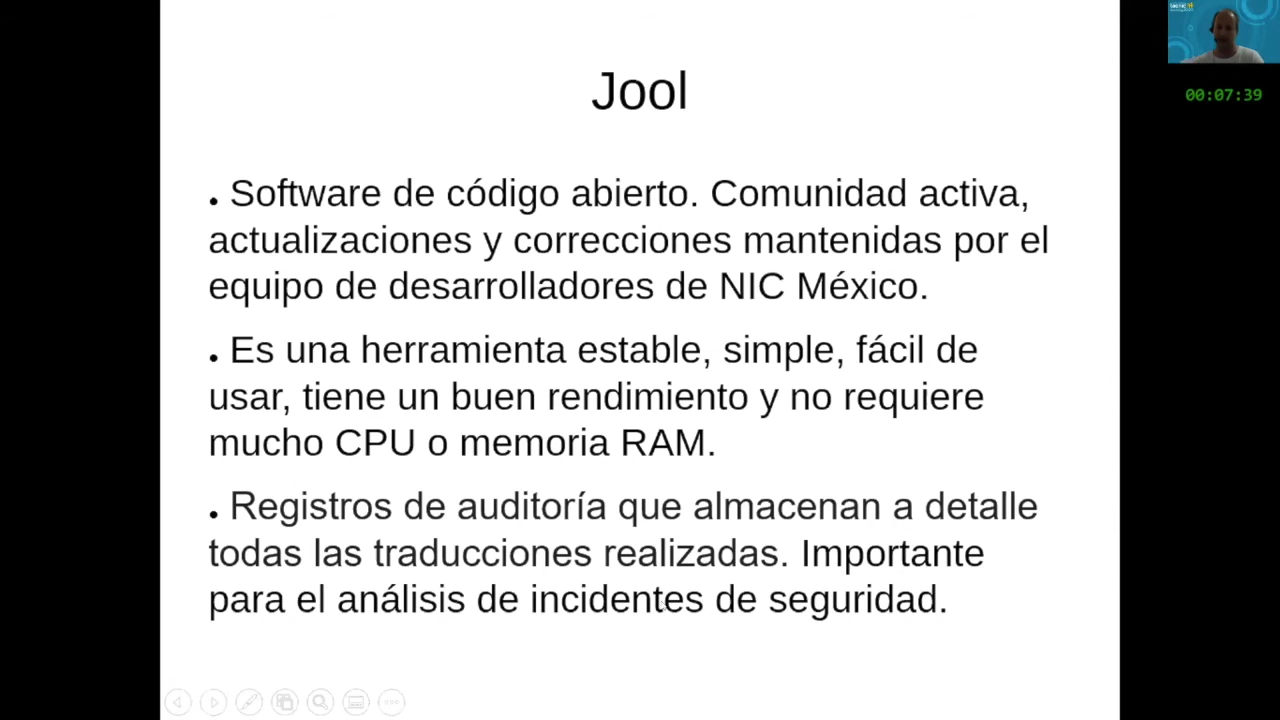 Jool
. Software de código abierto. Comunidad activa,
actualizaciones y correcciones mantenidas por el
equipo de desarrolladores de NIC México.
. Es una herramienta estable, simple, fácil de
usar, tiene un buen rendimiento y no requiere
mucho CPU o memoria RAM.
. Registros de auditoría que almacenan a detalle
todas las traducciones realizadas. Importante
para el análisis de incidentes de seguridad.
00:07:39